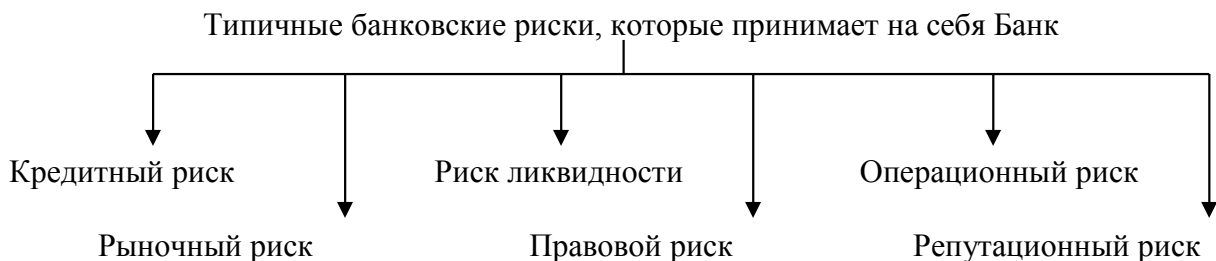 Типичные банковские риски, которые принимает на себя Банк
Кредитный риск Риск ликвидности Операционный риск
Рыночный риск Правовой риск Репутационный риск